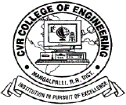 CVR COLLEGE OF ENGINEERING
MANGALPALLI, R.R. DIST.
INSTITUTION IN PURSUIT OF EXCELLENCE